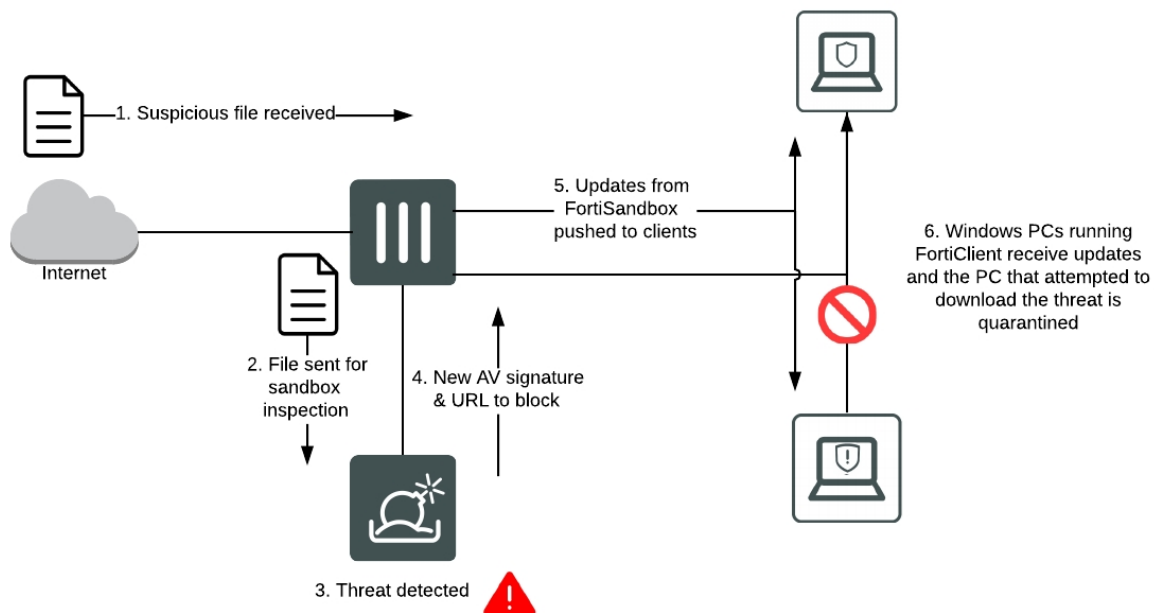 1. Suspicious file received
Internet
2. File sent for
sandbox
inspection
3. Threat detected
4. New AV signature
& URL to block
5. Updates from
FortiSandbox
pushed to clients
6. Windows PCs running
FortiClient receive updates
and the PC that attempted to
download the threat is
quarantined